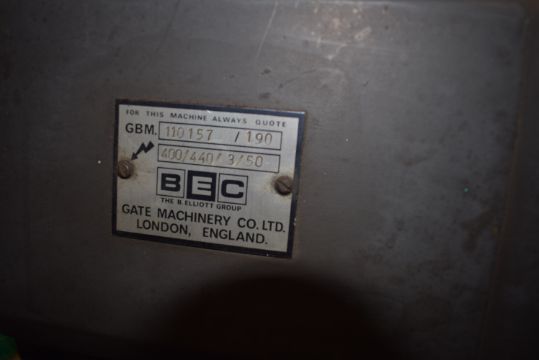 FOR THIS MACHINE ALWAYS QUOTE
GBM. 110157 /190
400/440/3/50
BEC
THE B. ELLIOTT GROUP
GATE MACHINERY CO. LTD.
LONDON, ENGLAND.